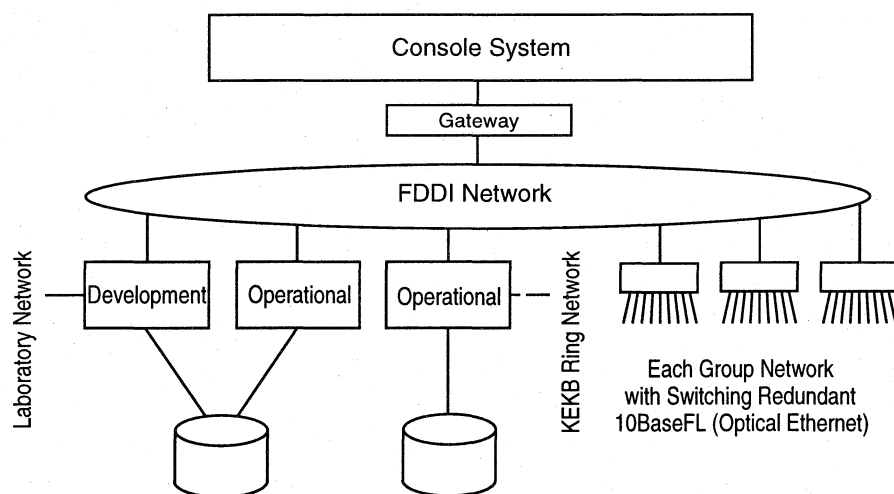 Console System
Gateway
FDDI Network
Laboratory Network
Development
Operational
Operational
KEKB Ring Network
Each Group Network
with Switching Redundant
10BaseFL (Optical Ethernet)